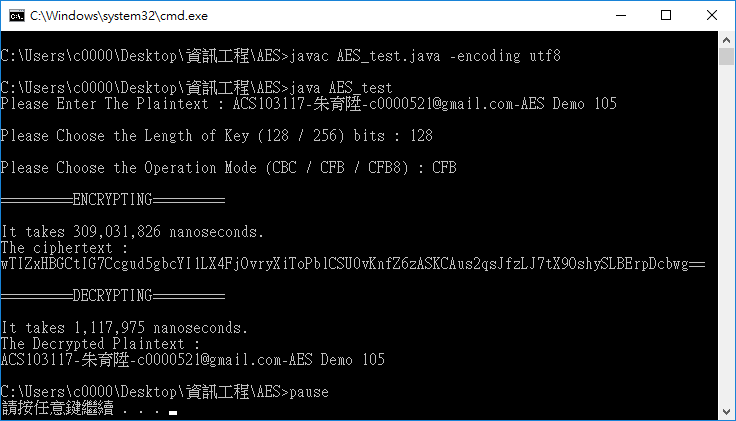 C:\Windows\system32\cmd.exe
C:\Users\c0000\Desktop\資訊工程\AES>javac AES_test.java -encoding utf8
C:\Users\c0000\Desktop\資訊工程\AES>java AES_test
Please Enter The Plaintext : ACS103117-朱育陞-c0000521@gmail.com-AES Demo 105
Please Choose the Length of Key (128 / 256) bits : 128
Please Choose the Operation Mode (CBC / CFB / CFB8) : CFB
=========ENCRYPTING=========
It takes 309,031,826 nanoseconds.
The ciphertext :
wTIZxHBGCtIG7Ccgud5gbcYI1LX4FjOvryXiToPblCSU0vKnfZ6zASKCAus2qsJfzLJ7tX9OshySLBErpDcbwg==
=========DECRYPTING=========
It takes 1,117,975 nanoseconds.
The Decrypted Plaintext :
ACS103117-朱育陞-c0000521@gmail.com-AES Demo 105
C:\Users\c0000\Desktop\資訊工程\AES>pause
請按任意鍵繼續 . . .